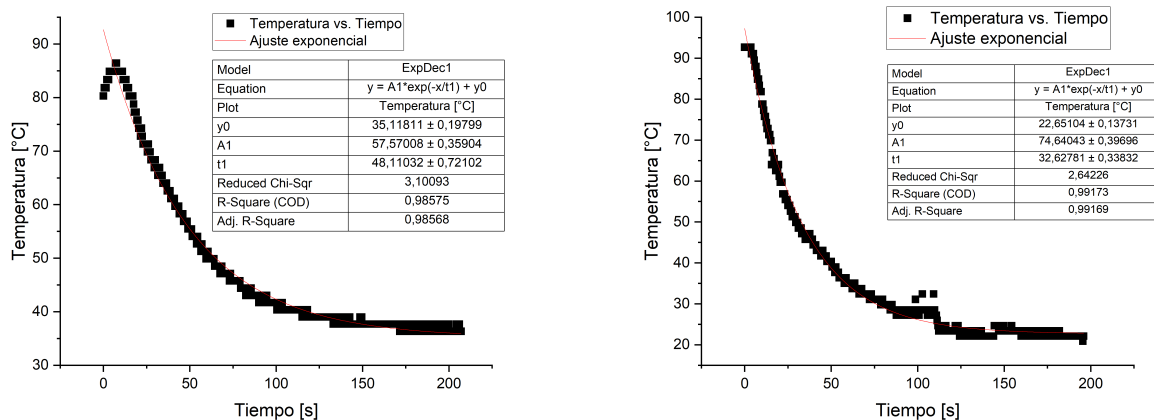 Temperatura vs. Tiempo
Ajuste exponencial
Model ExpDec1
Equation y = A1*exp(-x/t1) + y0
Plot Temperatura [°C]
y0 35,11811 ± 0,19799
A1 57,57008 ± 0,35904
t1 48,11032 ± 0,72102
Reduced Chi-Sqr 3,10093
R-Square (COD) 0,98575
Adj. R-Square 0,98568
90
80
70
60
50
40
30
Temperatura [°C]
0 50 100 150 200
Tiempo [s]
Temperatura vs. Tiempo
Ajuste exponencial
Model ExpDec1
Equation y = A1*exp(-x/t1) + y0
Plot Temperatura [°C]
y0 22,65104 ± 0,13731
A1 74,64043 ± 0,39696
t1 32,62781 ± 0,33832
Reduced Chi-Sqr 2,64226
R-Square (COD) 0,99173
Adj. R-Square 0,99169
100
90
80
70
60
50
40
30
20
Temperatura [°C]
0 50 100 150 200
Tiempo [s]